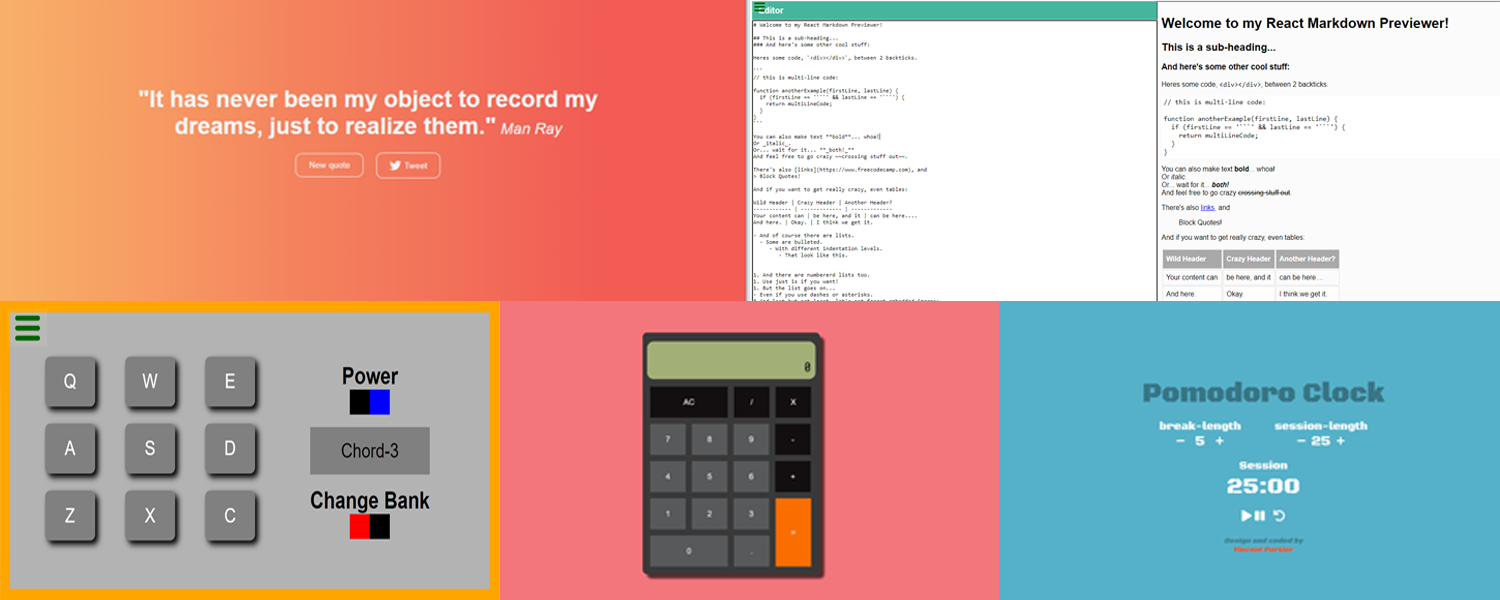 "It has never been my object to record my
dreams, just to realize them." Man Ray
New quote
Tweet
Editor
# Welcome to my React Markdown Previewer!
## This is a sub-heading...
### And here's some other cool stuff:
Heres some code, `<div></div>`, between 2 backticks.
```
// this is multi-line code:
function anotherExample(firstLine, lastLine) {
if (firstLine == '```' && lastLine == '```') {
return multiLineCode;
}
}
```
You can also make text **bold**... whoa!
Or _italic_.
Or... wait for it... **_both!_**
And feel free to go crazy ~~crossing stuff out~~.
There's also [links](https://www.freecodecamp.com), and
> Block Quotes!
And if you want to get really crazy, even tables:
Wild Header | Crazy Header | Another Header?
------------ | ------------- | -------------
Your content can | be here, and it | can be here....
And here. | Okay. | I think we get it.
- And of course there are lists.
- Some are bulleted.
- With different indentation levels.
- That look like this.
1. And there are numbererd lists too.
1. Use just 1s if you want!
1. But the list goes on...
- Even if you use dashes or asterisks.
Welcome to my React Markdown Previewer!
This is a sub-heading...
And here's some other cool stuff:
Heres some code, <div></div>, between 2 backticks.
// this is multi-line code:
function anotherExample(firstLine, lastLine) {
if (firstLine == '```' && lastLine == '```') {
return multiLineCode;
}
}
You can also make text bold... whoa!
Or italic.
Or... wait for it... both!
And feel free to go crazy crossing stuff out.
There's also links, and
Block Quotes!
And if you want to get really crazy, even tables:
Wild Header Crazy Header Another Header?
Your content can be here, and it can be here....
And here. Okay. I think we get it.
Q W E
A S D
Z X C
Power
Chord-3
Change Bank
0
AC / X
7 8 9 -
4 5 6 +
1 2 3 =
0 .
Pomodoro Clock
break-length session-length
- 5 + - 25 +
Session
25:00
Design and coded by